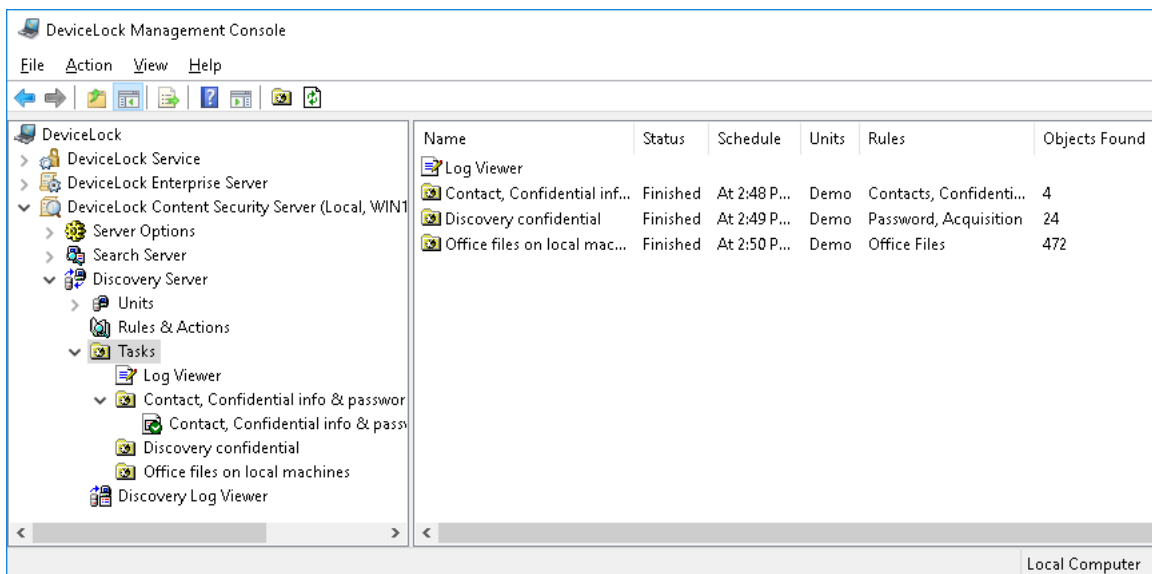 DeviceLock Management Console
File Action View Help
DeviceLock
DeviceLock Service
DeviceLock Enterprise Server
DeviceLock Content Security Server (Local, WIN1
Server Options
Search Server
Discovery Server
Units
Rules & Actions
Tasks
Log Viewer
Contact, Confidential info & passwor
Contact, Confidential info & passw
Discovery confidential
Office files on local machines
Discovery Log Viewer
Name Status Schedule Units Rules Objects Found
Log Viewer
Contact, Confidential inf... Finished At 2:48 P... Demo Contacts, Confidenti... 4
Discovery confidential Finished At 2:49 P... Demo Password, Acquisition 24
Office files on local mac... Finished At 2:50 P... Demo Office Files 472
Local Computer